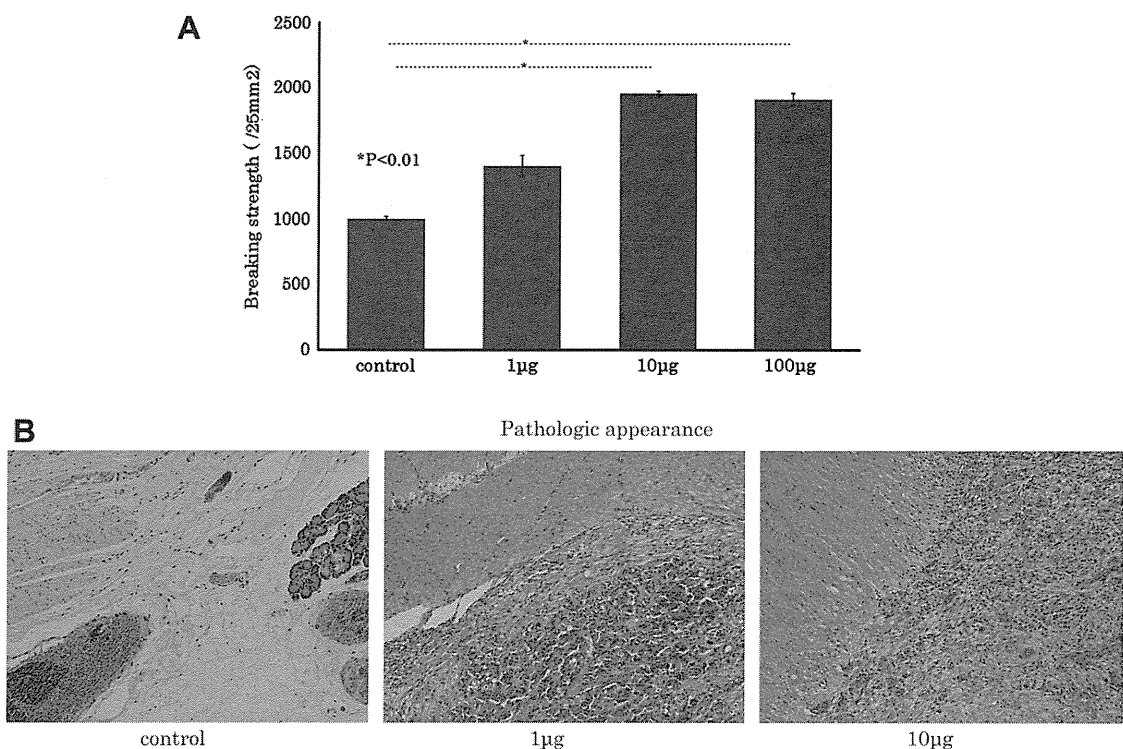 A
2500
2000
1500
1000
500
0
Breaking strength ( /25mm2)
*
*
*P<0.01
control 1µg 10µg 100µg
B
Pathologic appearance
control 1µg 10µg